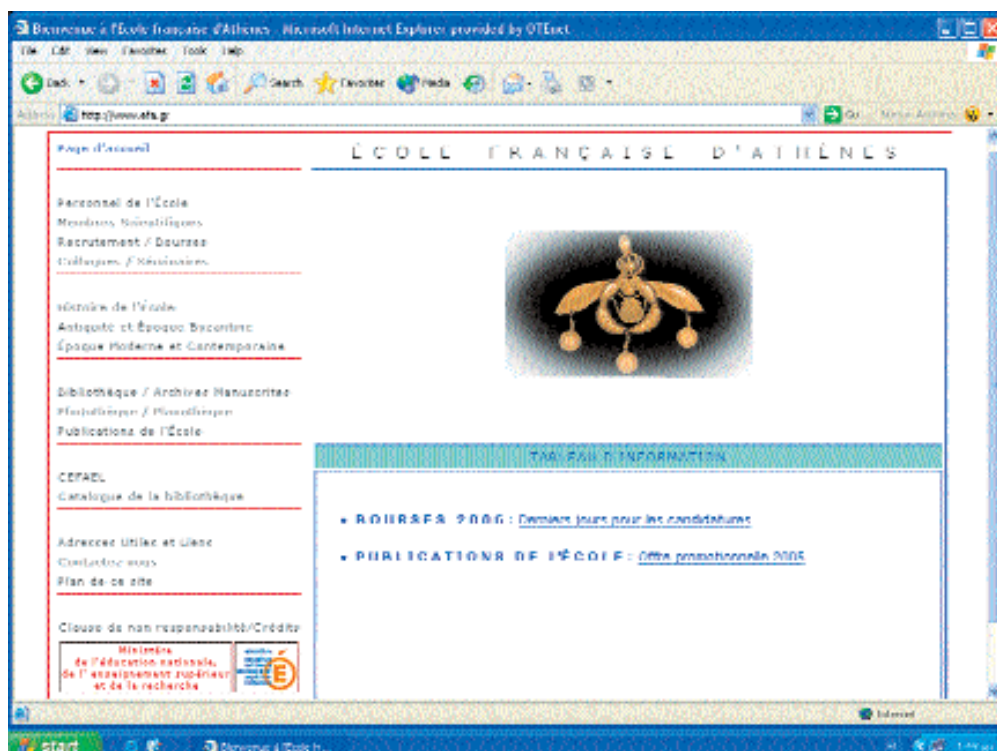 Bienvenue à l'École française d'Athènes - Microsoft Internet Explorer provided by OTEnet
File Edit View Favorites Tools Help
Back Search Favorites Media
Address http://www.efa.gr Go Norton AntiVirus
Page d'accueil
ÉCOLE FRANÇAISE D'ATHÈNES
Personnel de l'École
Membres Scientifiques
Recrutement / Bourses
Colloques / Séminaires
Histoire de l'École
Antiquité et Époque Byzantine
Époque Moderne et Contemporaine
Bibliothèque / Archives Manuscrites
Photothèque / Planothèque
Publications de l'École
TABLEAU D'INFORMATION
CEFAEL
Catalogue de la bibliothèque
• BOURSES 2006 : Derniers jours pour les candidatures
Adresses Utiles et Liens
• PUBLICATIONS DE L'ÉCOLE : Offre promotionnelle 2005
Contactez-nous
Plan de ce site
Clause de non responsabilité/Crédits
Ministère
de l'éducation nationale,
de l'enseignement supérieur
et de la recherche
Internet
start Bienvenue à l'École fr...